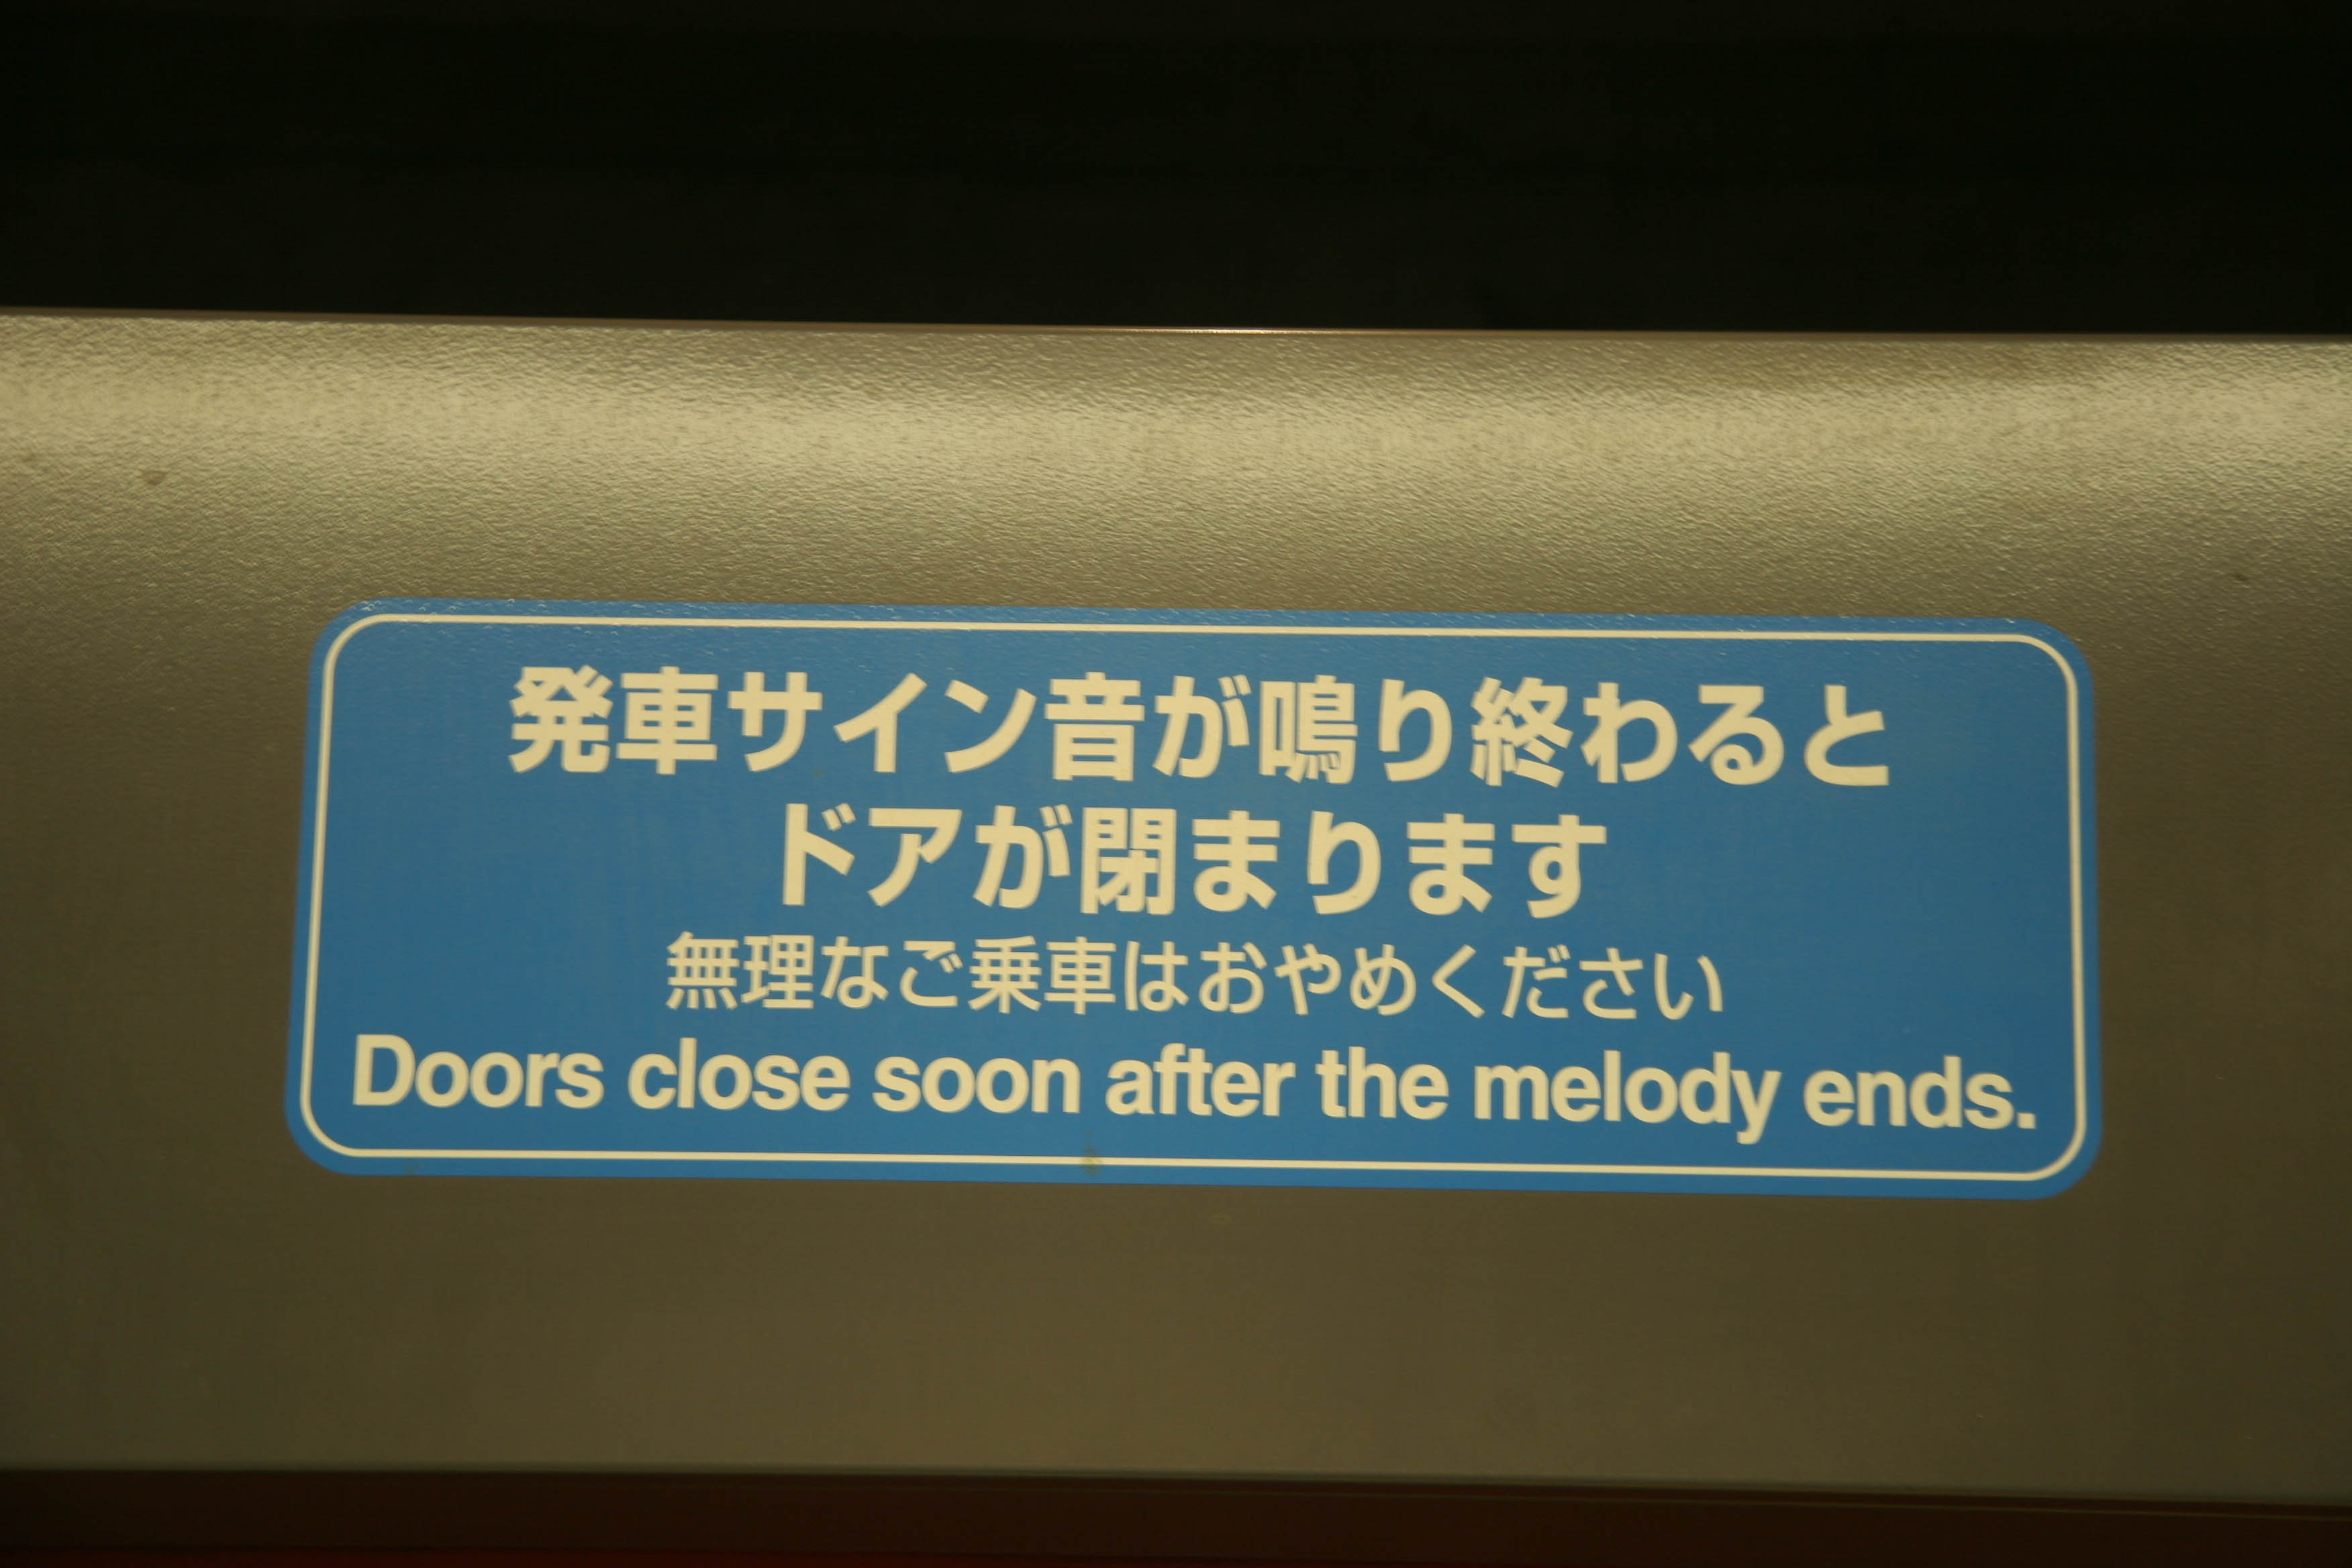 発車サイン音が鳴り終わると
ドアが閉まります
無理なご乗車はおやめください
Doors close soon after the melody ends.